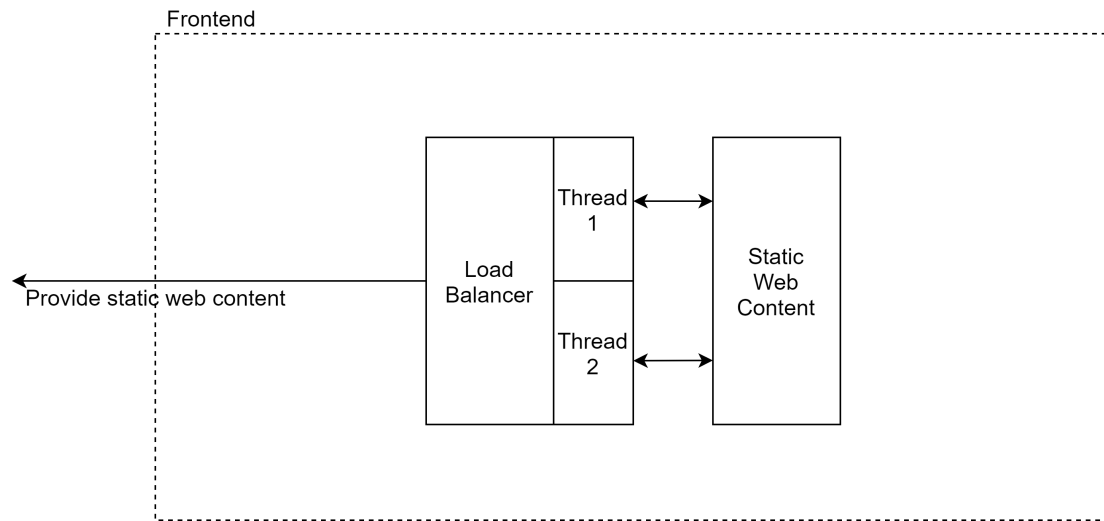 Frontend
Thread
1
Load
Balancer
Thread
2
Static
Web
Content
Provide static web content